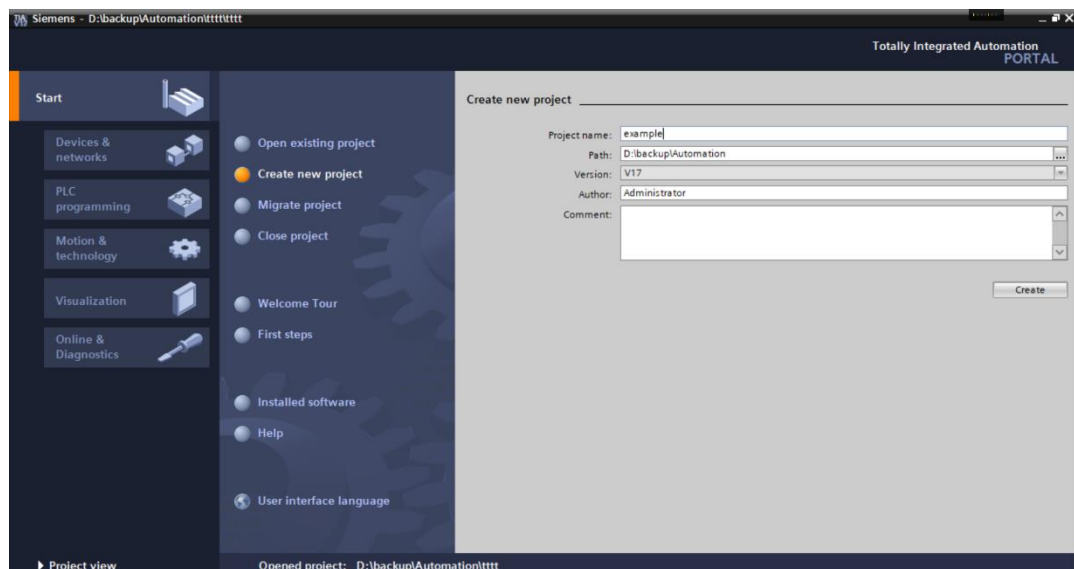 Siemens - D:\backup\Automation\tttt\tttt
Totally Integrated Automation
PORTAL
Start
Devices &
networks
PLC
programming
Motion &
technology
Visualization
Online &
Diagnostics
Open existing project
Create new project
Migrate project
Close project
Welcome Tour
First steps
Installed software
Help
User interface language
Create new project
Project name: example
Path: D:\backup\Automation ...
Version: V17
Author: Administrator
Comment:
Create
Project view
Opened project: D:\backup\Automation\tttt